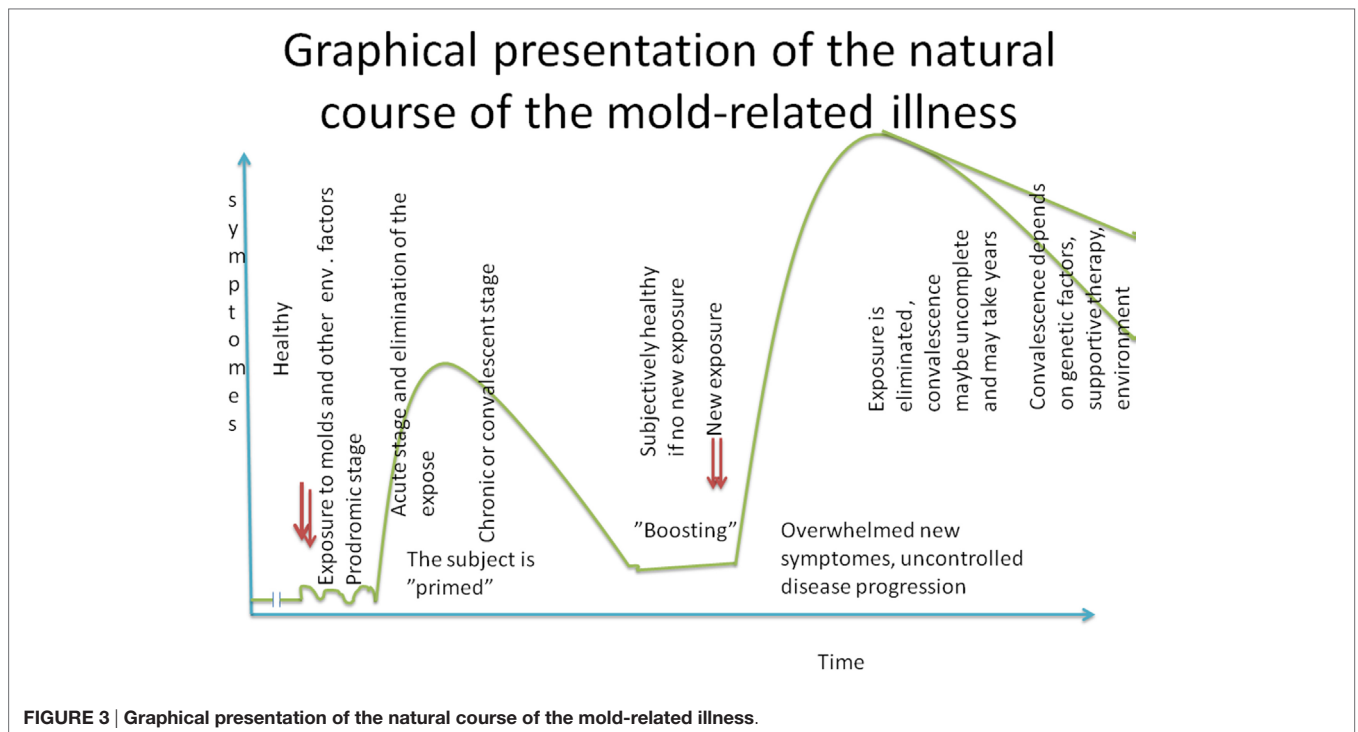 Graphical presentation of the natural
course of the mold-related illness
symptomes
Healthy
Exposure to molds and other env . factors
Prodromic stage
Acute stage and elimination of the
expose
Chronic or convalescent stage
The subject is
”primed”
Subjectively healthy
if no new exposure
New exposure
”Boosting”
Overwhelmed new
symptomes, uncontrolled
disease progression
Exposure is
eliminated ,
convalescence
maybe uncomplete
and may take years
Convalescence depends
on genetic factors,
supportive therapy,
environment
Time
FIGURE 3 | Graphical presentation of the natural course of the mold-related illness.